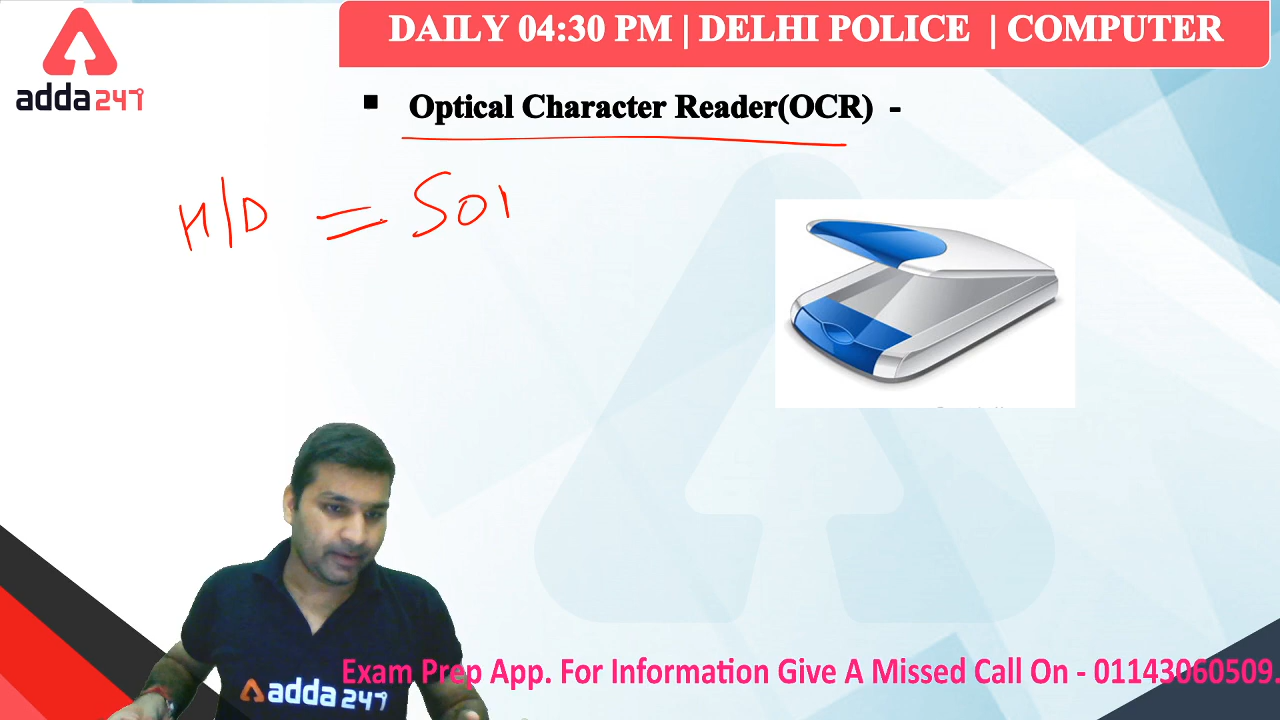 DAILY 04:30 PM | DELHI POLICE | COMPUTER
adda247
▪ Optical Character Reader(OCR) -
H/D = SOI
Exam Prep App. For Information Give A Missed Call On - 01143060509.
adda247